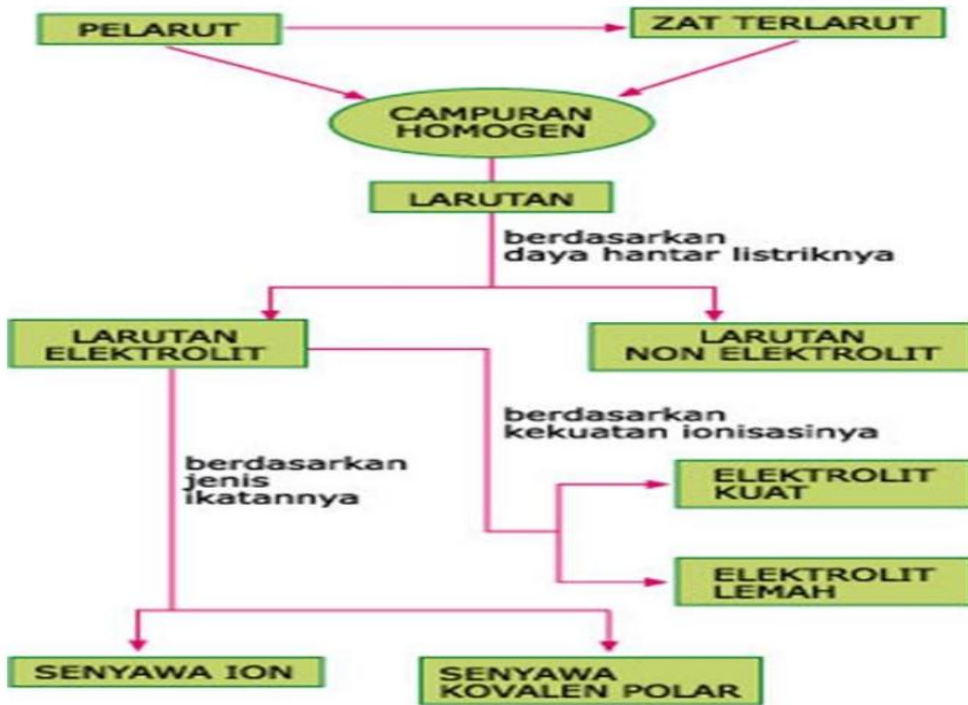 PELARUT
ZAT TERLARUT
CAMPURAN
HOMOGEN
LARUTAN
berdasarkan
daya hantar listriknya
LARUTAN
ELEKTROLIT
LARUTAN
NON ELEKTROLIT
berdasarkan
kekuatan ionisasinya
berdasarkan
jenis
ikatannya
ELEKTROLIT
KUAT
ELEKTROLIT
LEMAH
SENYAWA ION
SENYAWA
KOVALEN POLAR